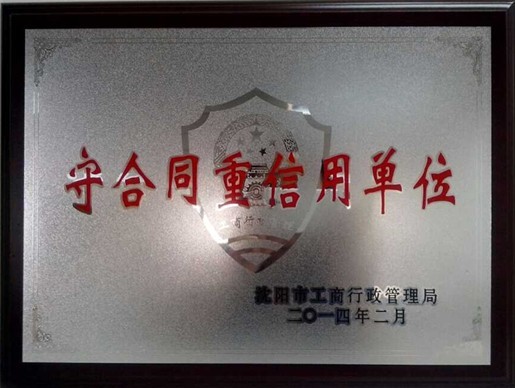 守合同重信用单位
沈阳市工商行政管理局
二〇一四年二月